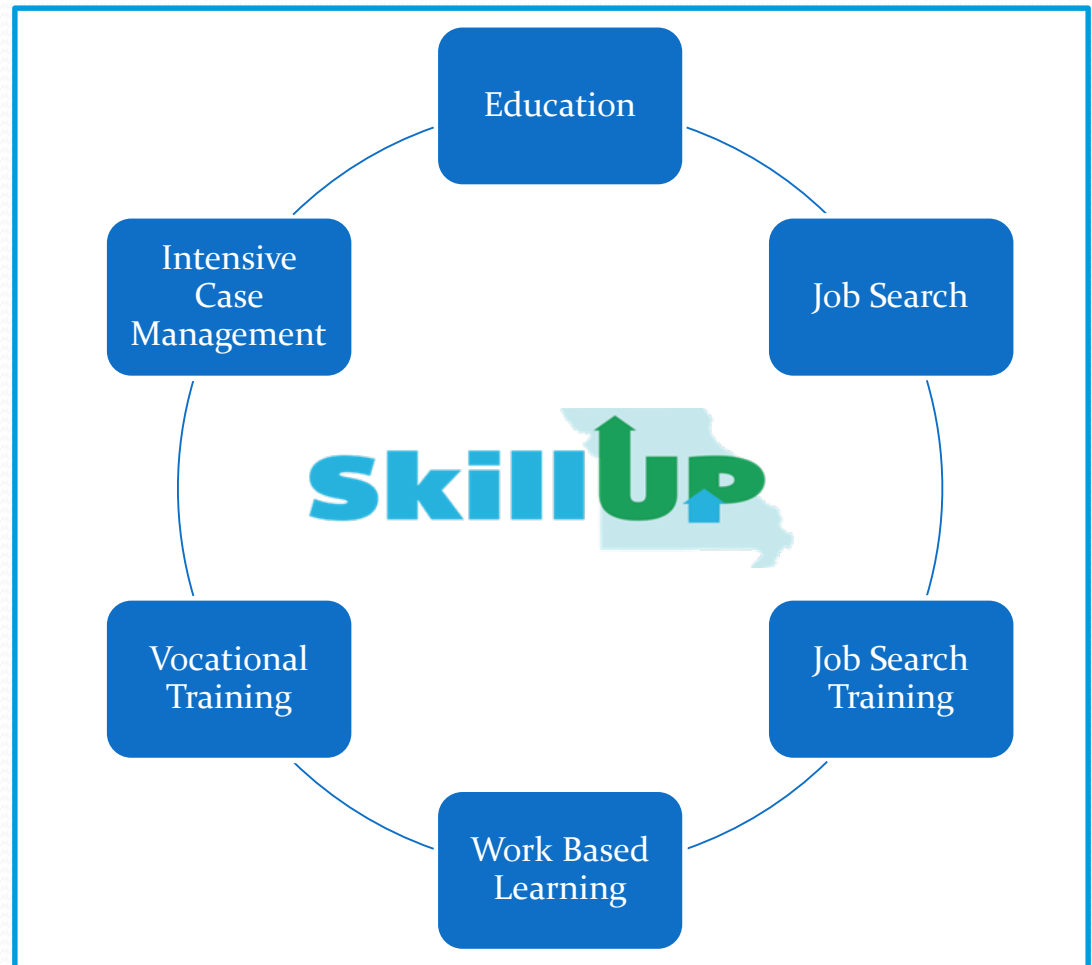 Education
Job Search
Job Search
Training
Work Based
Learning
Vocational
Training
Intensive
Case
Management
SkillUP